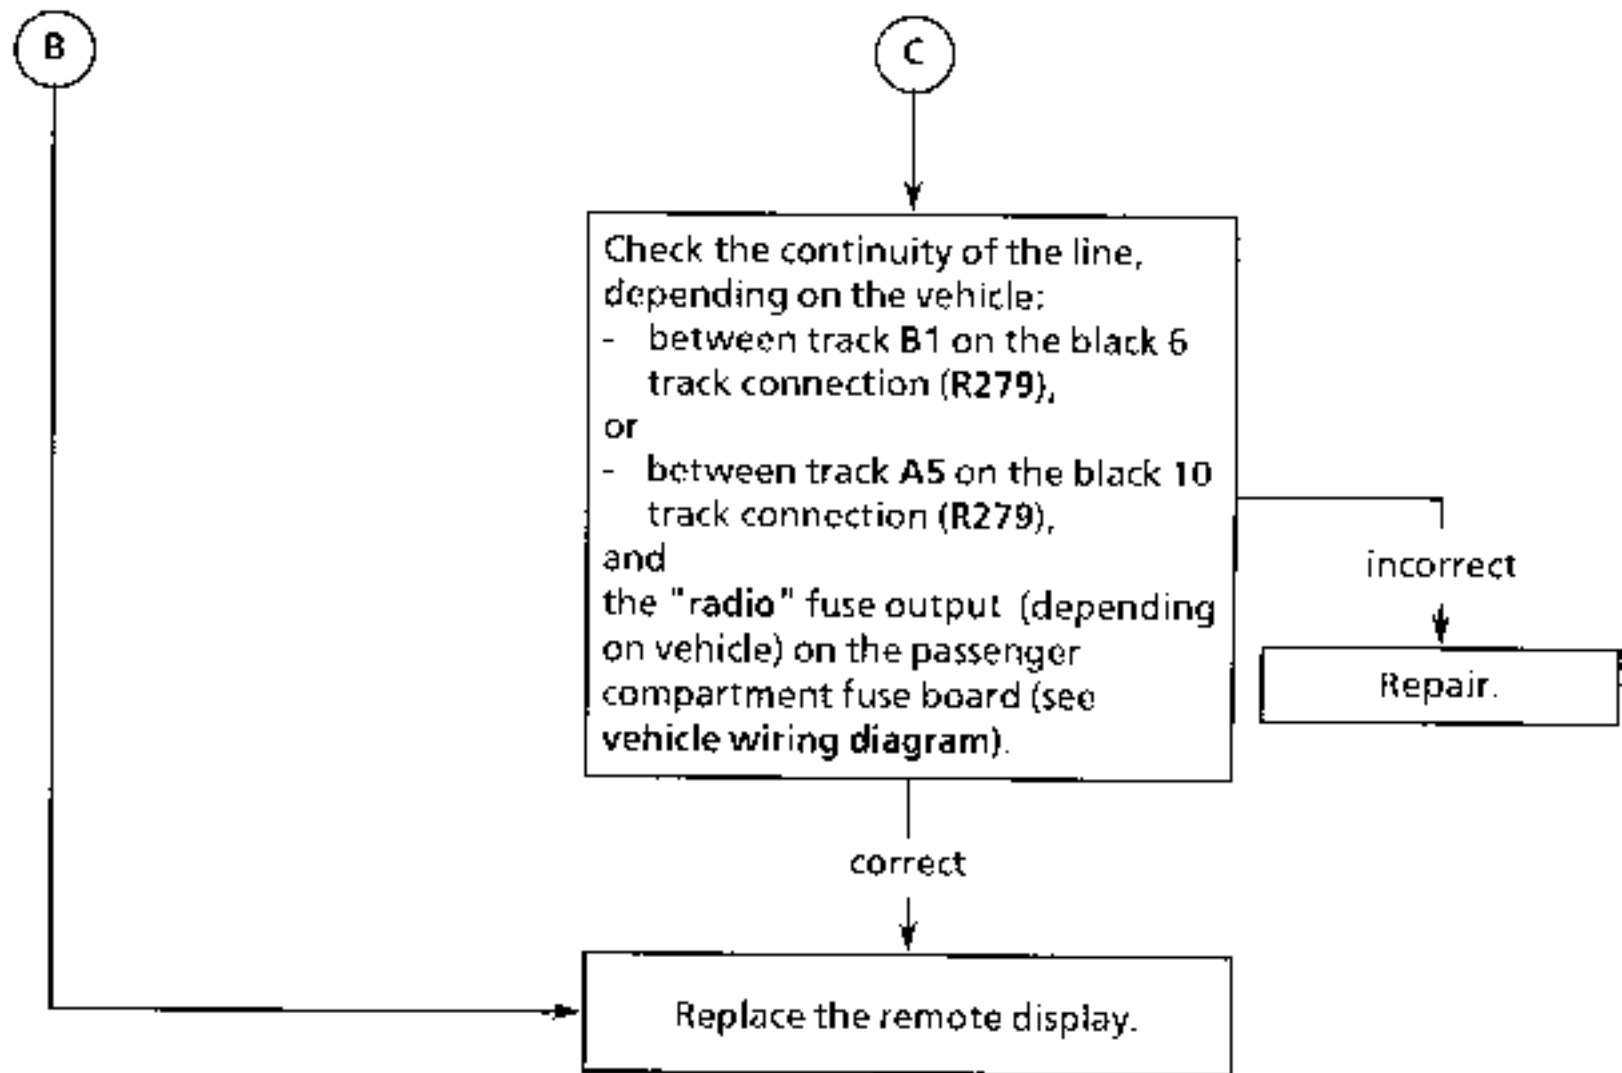 B
C
Check the continuity of the line,
depending on the vehicle:
- between track B1 on the black 6
track connection (R279),
or
- between track A5 on the black 10
track connection (R279),
and
the "radio" fuse output (depending
on vehicle) on the passenger
compartment fuse board (see
vehicle wiring diagram).
incorrect
Repair.
correct
Replace the remote display.